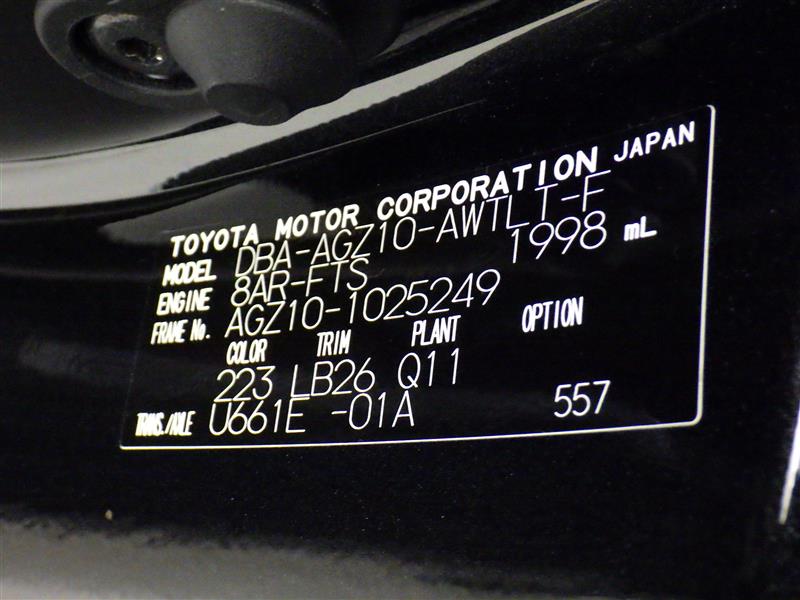 TOYOTA MOTOR CORPORATION JAPAN
MODEL DBA-AGZ10-AWTLT-F
ENGINE 8AR-FTS 1998 mL
FRAME No. AGZ10-1025249
COLOR TRIM PLANT OPTION
223 LB26 Q11
TRANS./AXLE U661E -01A 557